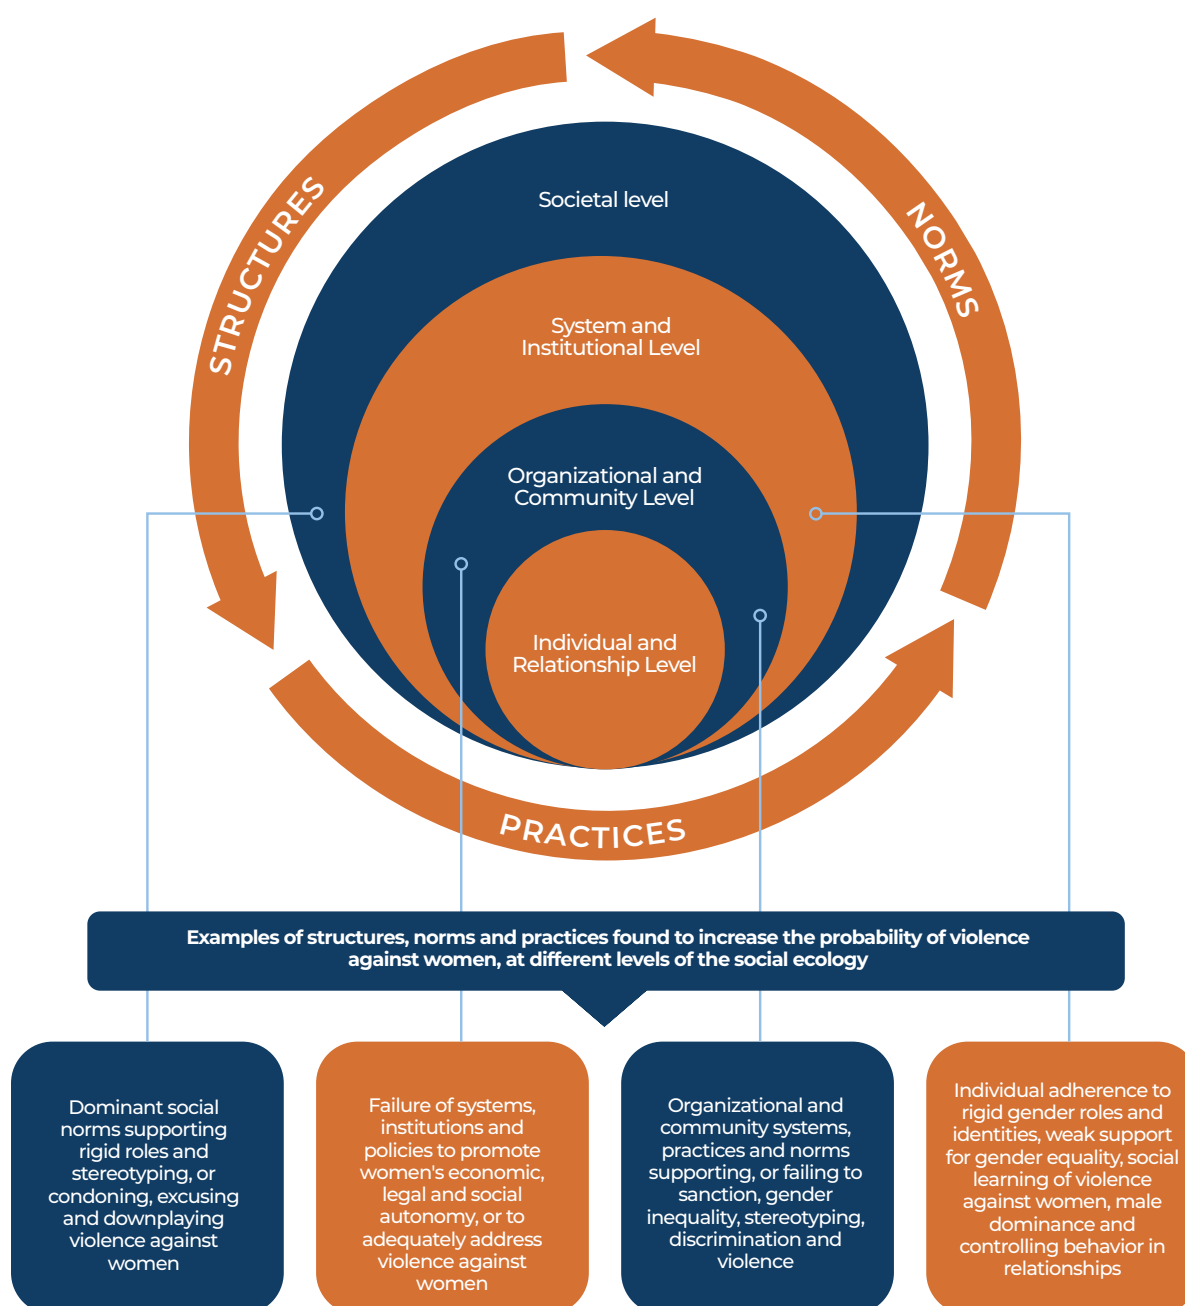 STRUCTURES
NORMS
Societal level
System and
Institutional Level
Organizational and
Community Level
Individual and
Relationship Level
PRACTICES
Examples of structures, norms and practices found to increase the probability of violence
against women, at different levels of the social ecology
Dominant social
norms supporting
rigid roles and
stereotyping, or
condoning, excusing
and downplaying
violence against
women
Failure of systems,
institutions and
policies to promote
women's economic,
legal and social
autonomy, or to
adequately address
violence against
women
Organizational and
community systems,
practices and norms
supporting, or failing to
sanction, gender
inequality, stereotyping,
discrimination and
violence
Individual adherence to
rigid gender roles and
identities, weak support
for gender equality, social
learning of violence
against women, male
dominance and
controlling behavior in
relationships